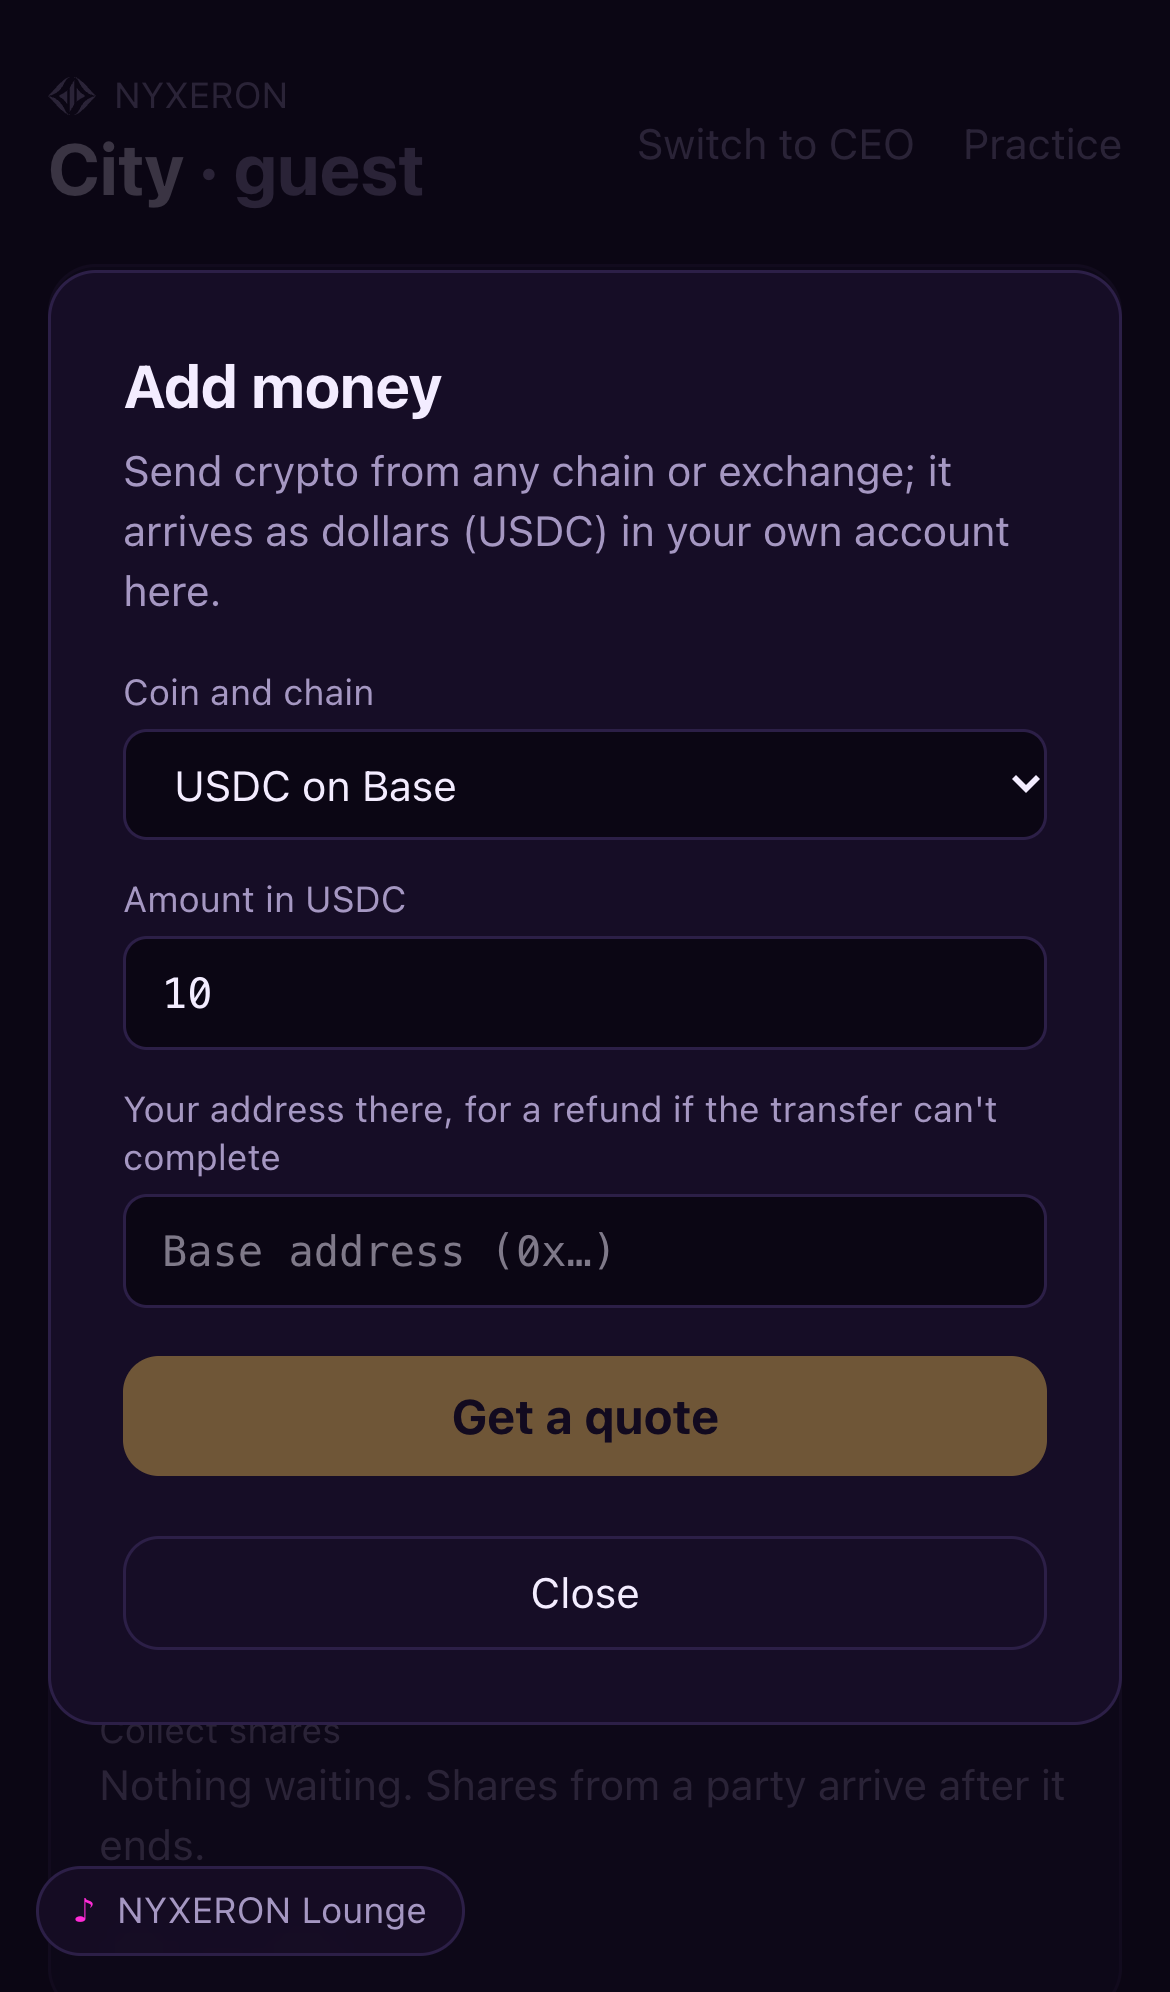 NYXERON
City · guest
Switch to CEO
Practice
Add money
Send crypto from any chain or exchange; it
arrives as dollars (USDC) in your own account
here.
Coin and chain
USDC on Base
Amount in USDC
10
Your address there, for a refund if the transfer can't
complete
Base address (0x…)
Get a quote
Close
Collect shares
Nothing waiting. Shares from a party arrive after it
ends.
♪ NYXERON Lounge